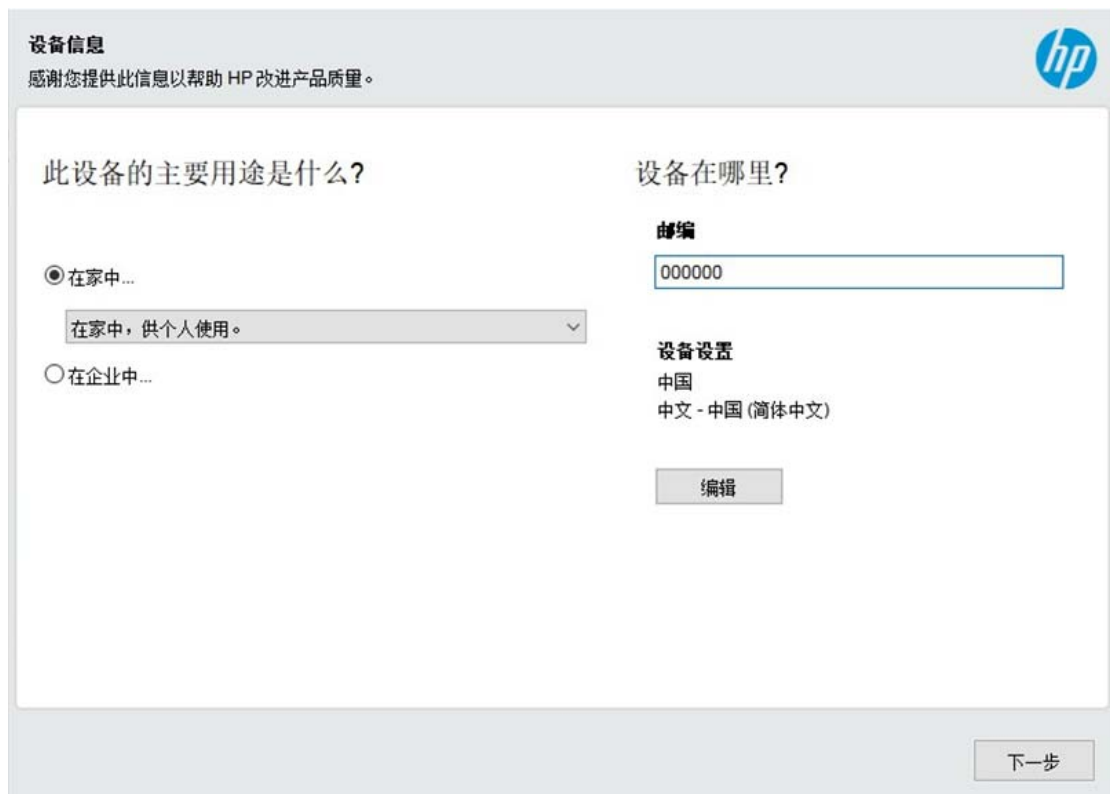 设备信息
感谢您提供此信息以帮助 HP 改进产品质量。
hp
此设备的主要用途是什么?
在家中...
在家中，供个人使用。
在企业中...
设备在哪里?
邮编
000000
设备设置
中国
中文 - 中国 (简体中文)
编辑
下一步